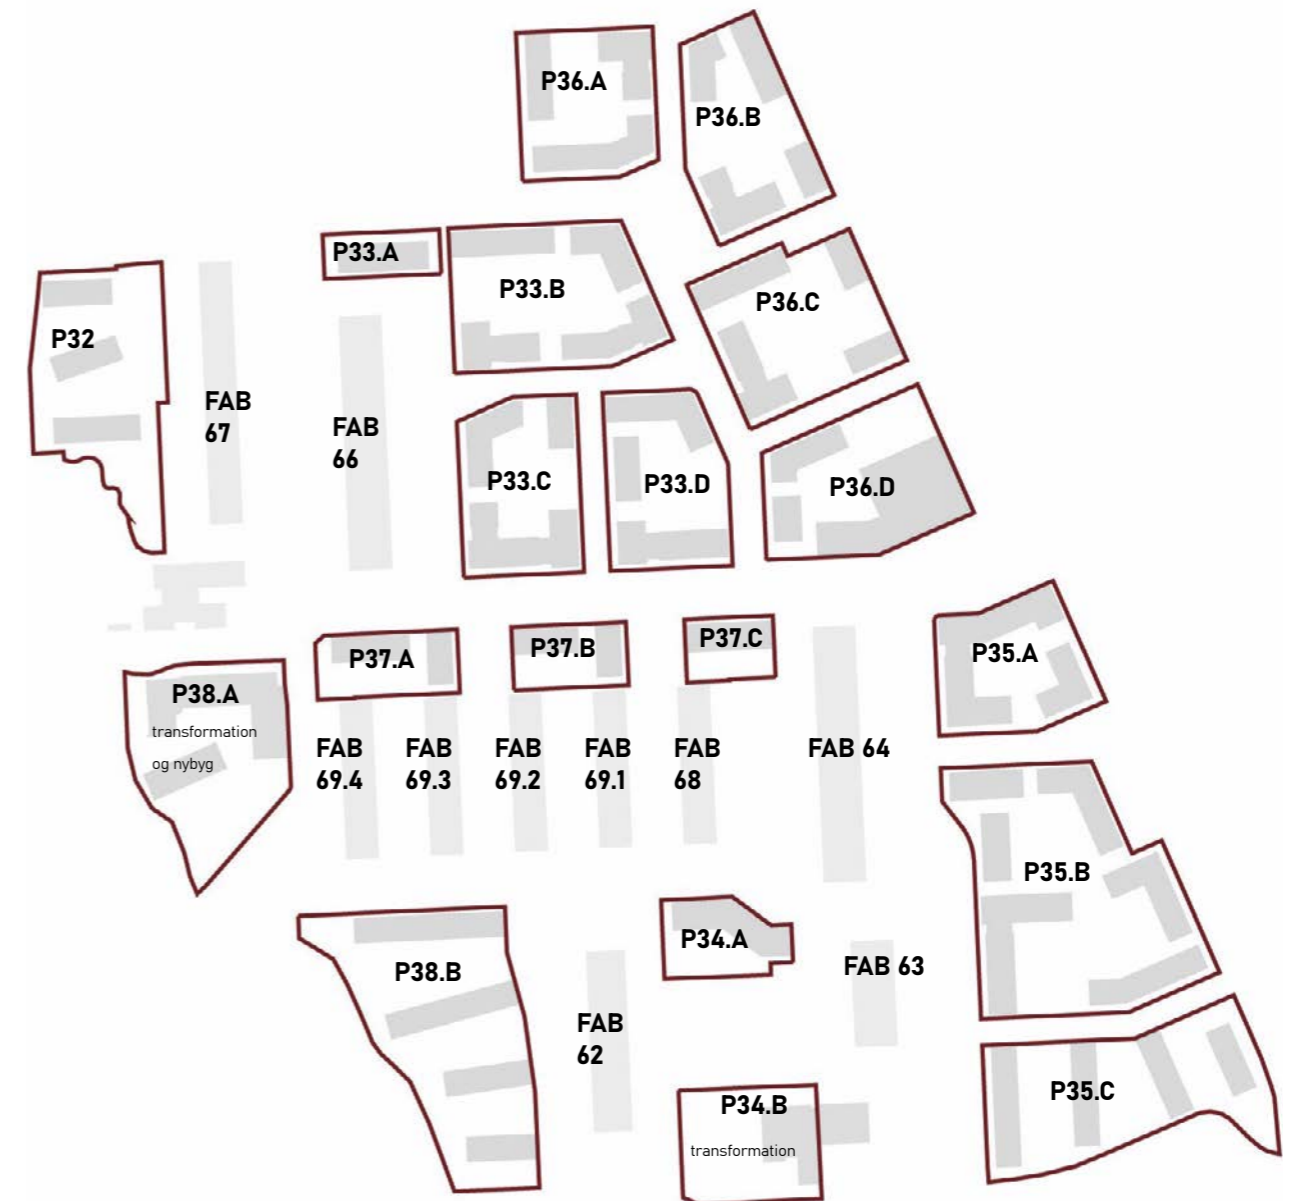 P36.A
P36.B
P33.A
P33.B
P36.C
P32
FAB
67
FAB
66
P33.C
P33.D
P36.D
P37.A
P37.B
P37.C
P35.A
P38.A
transformation
og nybyg
FAB
69.4
FAB
69.3
FAB
69.2
FAB
69.1
FAB
68
FAB 64
P35.B
P34.A
P38.B
FAB 63
FAB
62
P35.C
P34.B
transformation